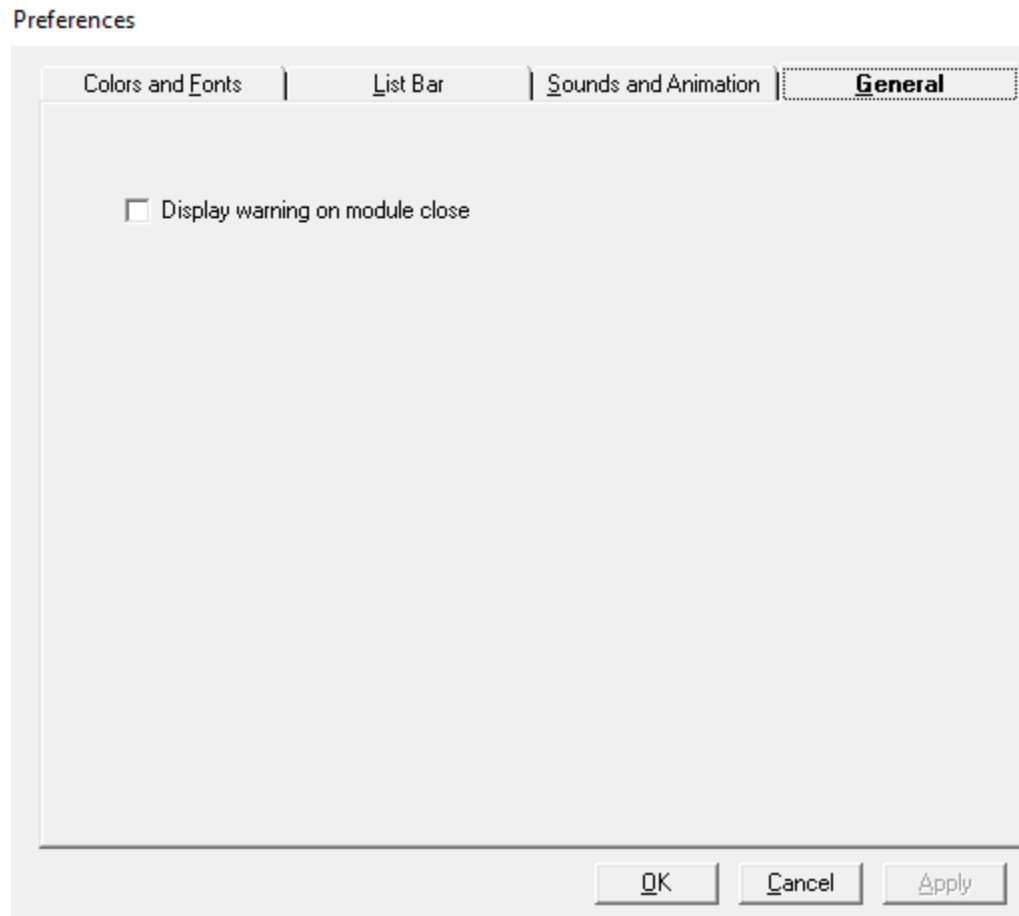 Preferences
Colors and Fonts List Bar Sounds and Animation General
Display warning on module close
OK Cancel Apply